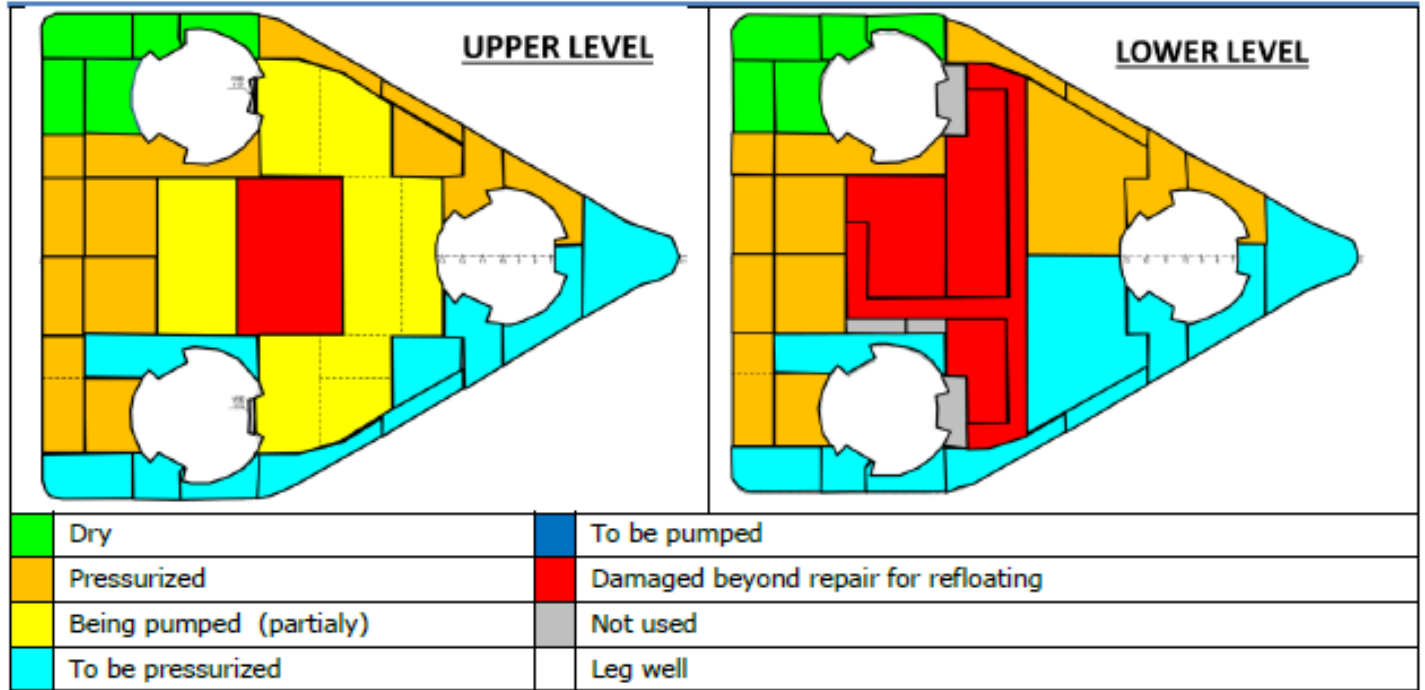 UPPER LEVEL
LOWER LEVEL
Dry
To be pumped
Pressurized
Damaged beyond repair for refloating
Being pumped (partialy)
Not used
To be pressurized
Leg well